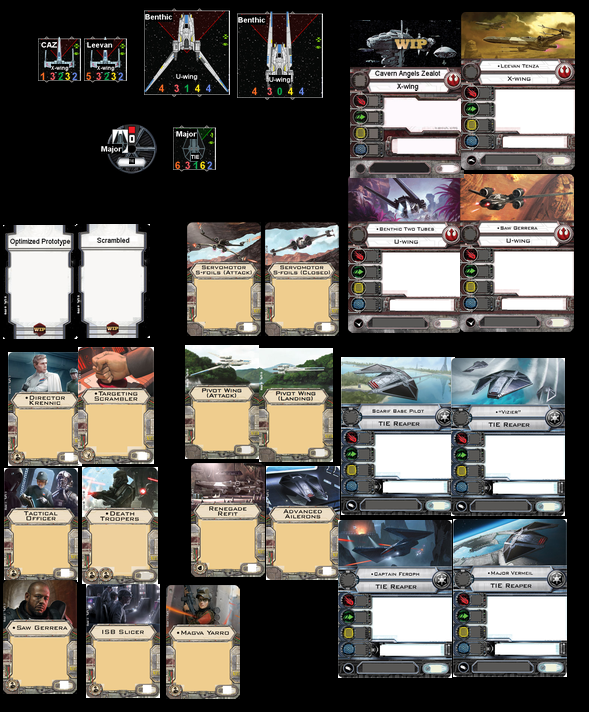 CAZ
X-wing
1 3 2 3 2
Leevan
X-wing
5 3 2 3 2
Benthic
U-wing
4 3 1 4 4
Benthic
U-wing
4 3 0 4 4
Major
0
Major
TIE
6 3 1 6 2
WIP
Cavern Angels Zealot
X-wing
•Leevan Tenza
X-wing
•Benthic Two Tubes
U-wing
•Saw Gerrera
U-wing
Optimized Prototype
WIP
Scrambled
WIP
Servomotor
S-foils (Attack)
Servomotor
S-foils (Closed)
•Director
Krennic
•Targeting
Scrambler
Pivot Wing
(Attack)
Pivot Wing
(Landing)
Scarif Base Pilot
TIE Reaper
•"Vizier"
TIE Reaper
Tactical
Officer
•Death
Troopers
Renegade
Refit
Advanced
Ailerons
•Captain Feroph
TIE Reaper
•Major Vermeil
TIE Reaper
•Saw Gerrera
ISB Slicer
•Magva Yarro